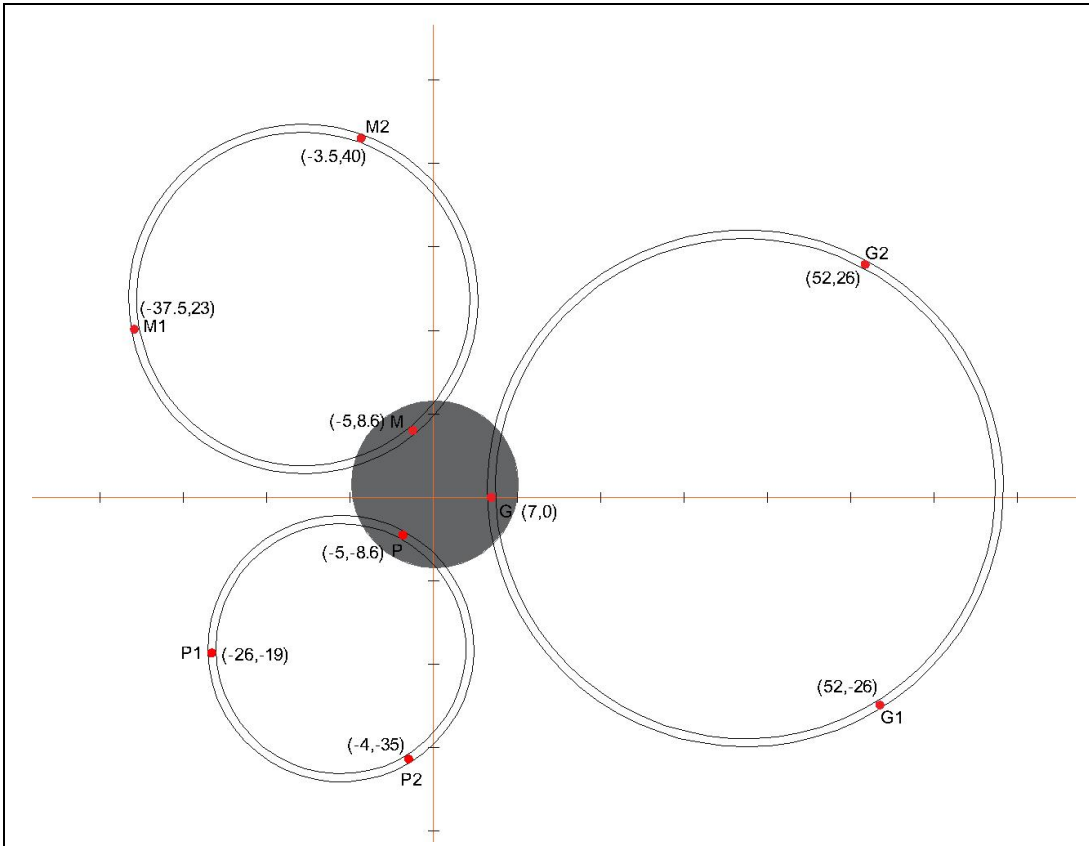 M2
(-3.5,40)
G2
(52,26)
(-37.5,23)
M1
(-5,8.6) M
G (7,0)
(-5,-8.6) P
P1 (-26,-19)
(52,-26)
G1
(-4,-35)
P2